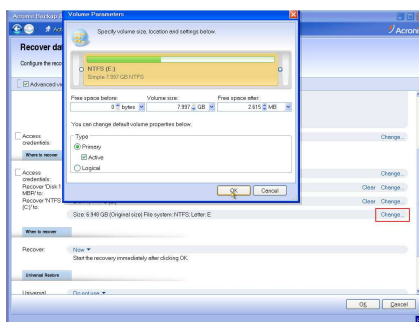 Acronis Backup &
Acronis
Recover da
Configure the reco
Advanced vi
Volume Parameters
Specify volume size, location and settings below.
NTFS (E:)
Simple 7.997 GB NTFS
Free space before:
Volume size:
Free space after:
0 bytes
7.997 GB
2.615 MB
You can change default volume properties below.
Type
Primary
Active
Logical
OK
Cancel
Access
credentials:
Change...
Where to recover
Access
credentials:
Change...
Recover 'Disk 1
MBR' to:
Clear Change...
Recover 'NTFS
(C:)' to:
Clear Change...
Size: 6.948 GB (Original size) File system: NTFS; Letter: E
Change...
When to recover
Recover:
Now
Start the recovery immediately after clicking OK.
Universal Restore
Universal
Do not use
OK
Cancel